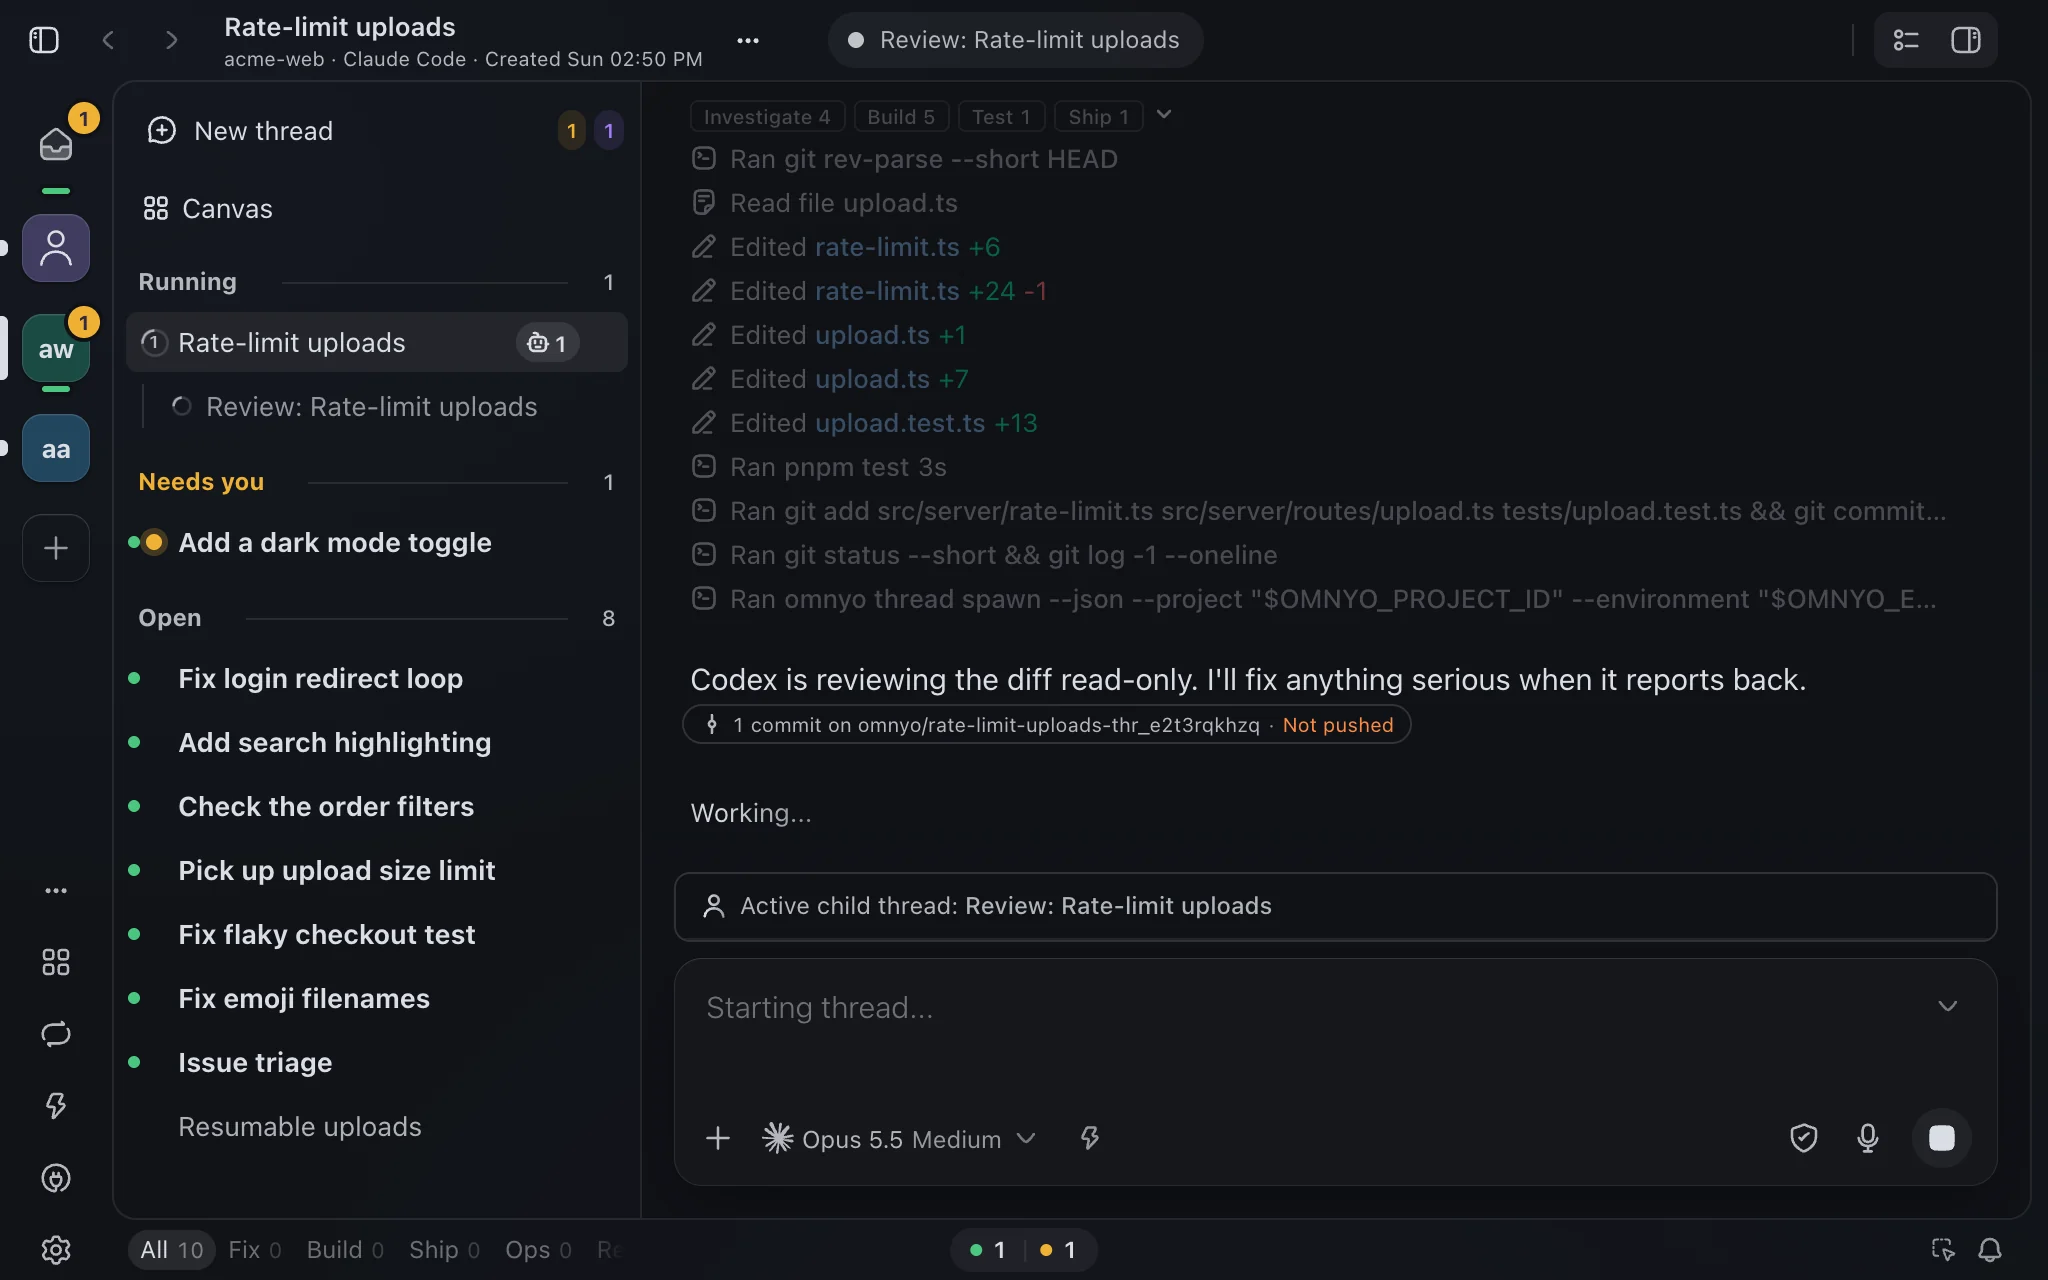 Rate-limit uploads
acme-web · Claude Code · Created Sun 02:50 PM
Review: Rate-limit uploads
1
aw
1
aa
New thread
1
1
Canvas
Running
1
1
Rate-limit uploads
1
Review: Rate-limit uploads
Needs you
1
Add a dark mode toggle
Open
8
Fix login redirect loop
Add search highlighting
Check the order filters
Pick up upload size limit
Fix flaky checkout test
Fix emoji filenames
Issue triage
Resumable uploads
Investigate 4
Build 5
Test 1
Ship 1
Ran git rev-parse --short HEAD
Read file upload.ts
Edited rate-limit.ts +6
Edited rate-limit.ts +24 -1
Edited upload.ts +1
Edited upload.ts +7
Edited upload.test.ts +13
Ran pnpm test 3s
Ran git add src/server/rate-limit.ts src/server/routes/upload.ts tests/upload.test.ts && git commit...
Ran git status --short && git log -1 --oneline
Ran omnyo thread spawn --json --project "$OMNYO_PROJECT_ID" --environment "$OMNYO_E...
Codex is reviewing the diff read-only. I'll fix anything serious when it reports back.
1 commit on omnyo/rate-limit-uploads-thr_e2t3rqkhzq · Not pushed
Working...
Active child thread: Review: Rate-limit uploads
Starting thread...
Opus 5.5 Medium
All 10
Fix 0
Build 0
Ship 0
Ops 0
Re
1
1